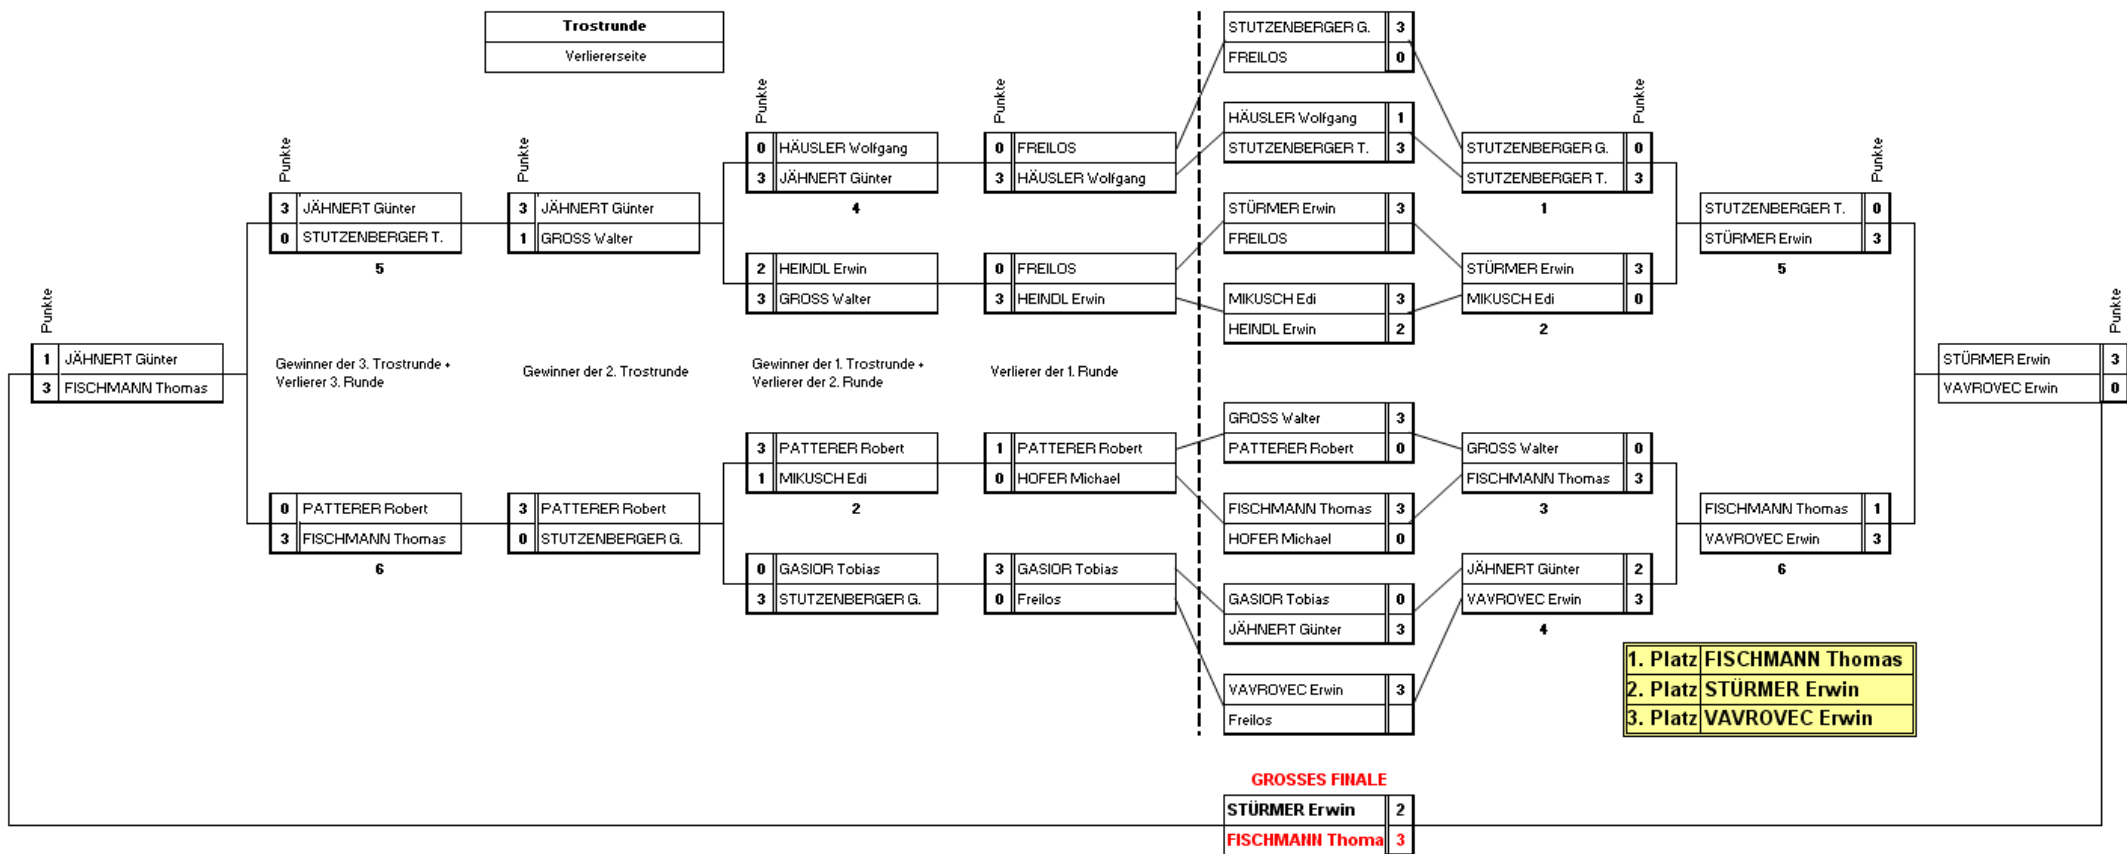 Trostrunde
Verliererseite
Punkte
1 JÄHNERT Günter
3 FISCHMANN Thomas
Punkte
3 JÄHNERT Günter
0 STUTZENBERGER T.
5
Gewinner der 3. Trostrunde +
Verlierer 3. Runde
0 PATTERER Robert
3 FISCHMANN Thomas
6
3 JÄHNERT Günter
1 GROSS Walter
Gewinner der 2. Trostrunde
3 PATTERER Robert
0 STUTZENBERGER G.
Punkte
0 HÄUSLER Wolfgang
3 JÄHNERT Günter
4
2 HEINDL Erwin
3 GROSS Walter
Gewinner der 1. Trostrunde +
Verlierer der 2. Runde
3 PATTERER Robert
1 MIKUSCH Edi
2
0 GASIOR Tobias
3 STUTZENBERGER G.
Punkte
0 FREILOS
3 HÄUSLER Wolfgang
0 FREILOS
3 HEINDL Erwin
Verlierer der 1. Runde
1 PATTERER Robert
0 HOFER Michael
3 GASIOR Tobias
0 Freilos
STUTZENBERGER G. 3
FREILOS 0
HÄUSLER Wolfgang 1
STUTZENBERGER T. 3
STÜRMER Erwin 3
FREILOS
MIKUSCH Edi 3
HEINDL Erwin 2
GROSS Walter 3
PATTERER Robert 0
FISCHMANN Thomas 3
HOFER Michael 0
GASIOR Tobias 0
JÄHNERT Günter 3
VAVROVEC Erwin 3
Freilos
Punkte
STUTZENBERGER G. 0
STUTZENBERGER T. 3
1
STÜRMER Erwin 3
MIKUSCH Edi 0
2
GROSS Walter 0
FISCHMANN Thomas 3
3
JÄHNERT Günter 2
VAVROVEC Erwin 3
4
Punkte
STUTZENBERGER T. 0
STÜRMER Erwin 3
5
FISCHMANN Thomas 1
VAVROVEC Erwin 3
6
Punkte
STÜRMER Erwin 3
VAVROVEC Erwin 0
1. Platz FISCHMANN Thomas
2. Platz STÜRMER Erwin
3. Platz VAVROVEC Erwin
GROSSES FINALE
STÜRMER Erwin 2
FISCHMANN Thoma 3